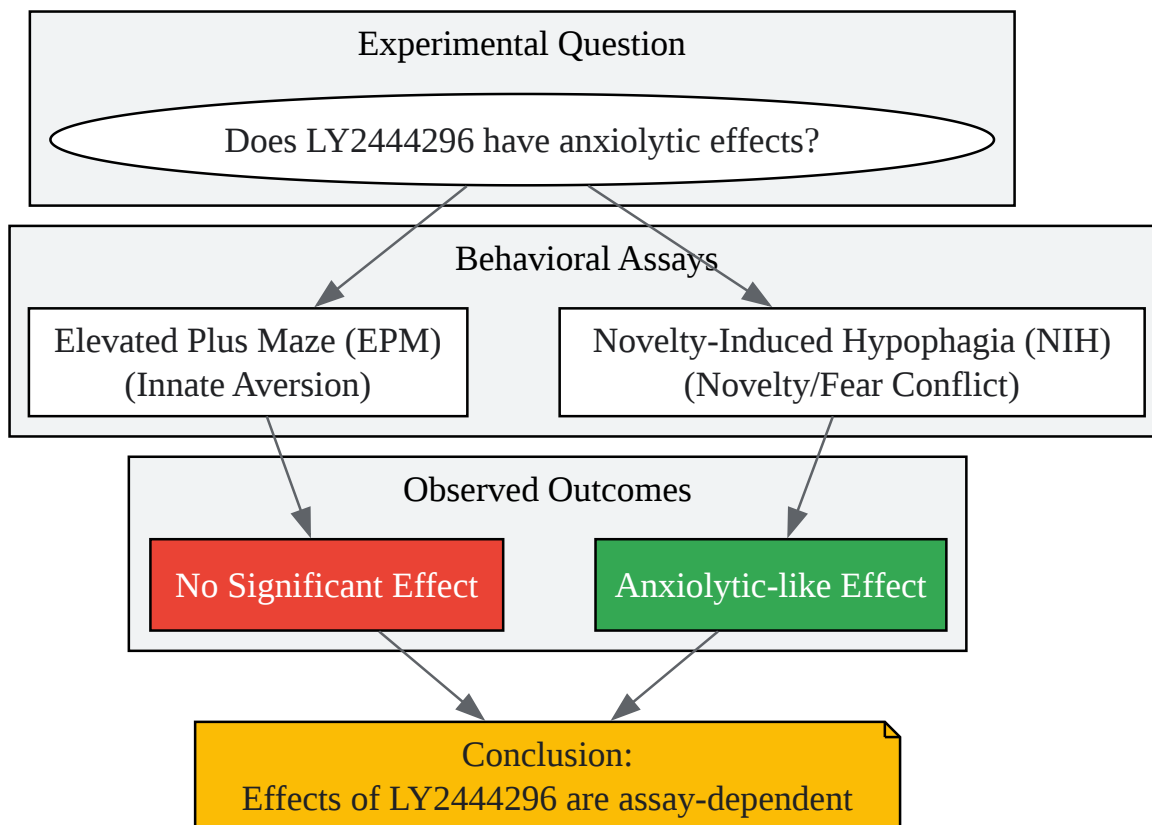 Experimental Question
Does LY2444296 have anxiolytic effects?
Behavioral Assays
Elevated Plus Maze (EPM)
(Innate Aversion)
Novelty-Induced Hypophagia (NIH)
(Novelty/Fear Conflict)
Observed Outcomes
No Significant Effect
Anxiolytic-like Effect
Conclusion:
Effects of LY2444296 are assay-dependent